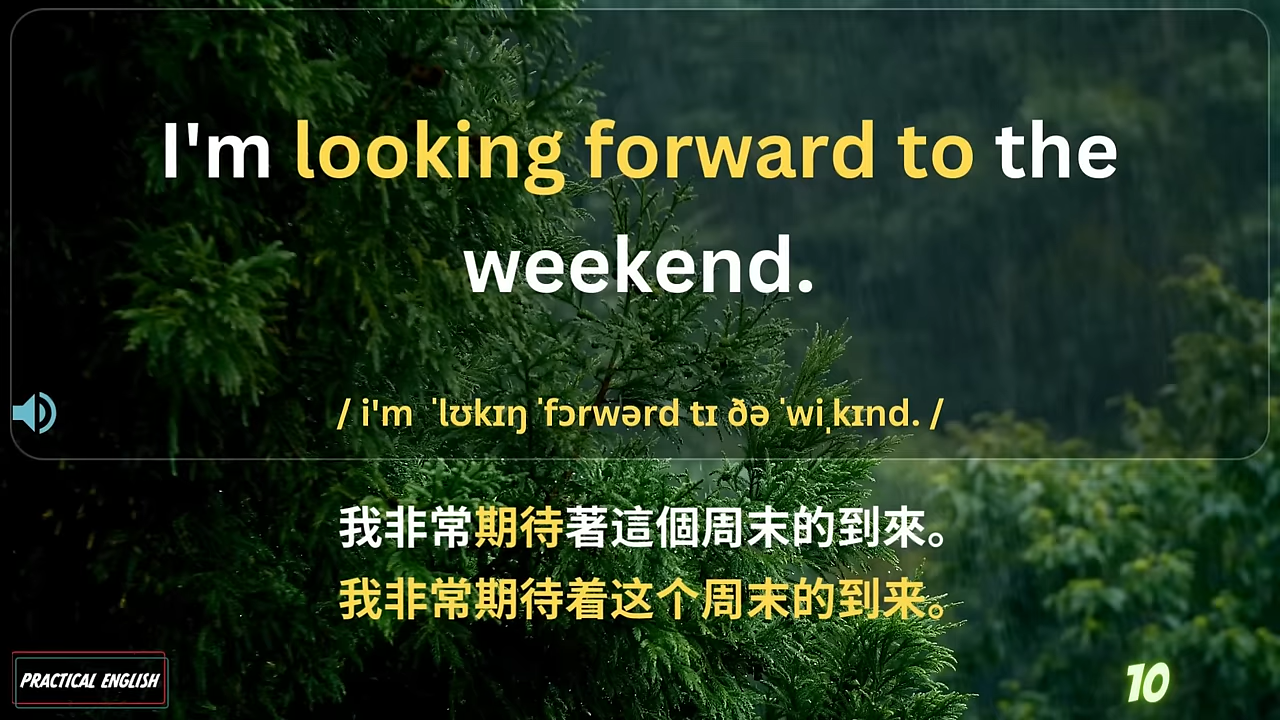 I'm looking forward to the
weekend.
/ i'm ˈlʊkɪŋ ˈfɔrwərd tɪ ðə ˈwiˌkɪnd. /
我非常期待著這個周末的到來。
我非常期待着这个周末的到来。
PRACTICAL ENGLISH
10